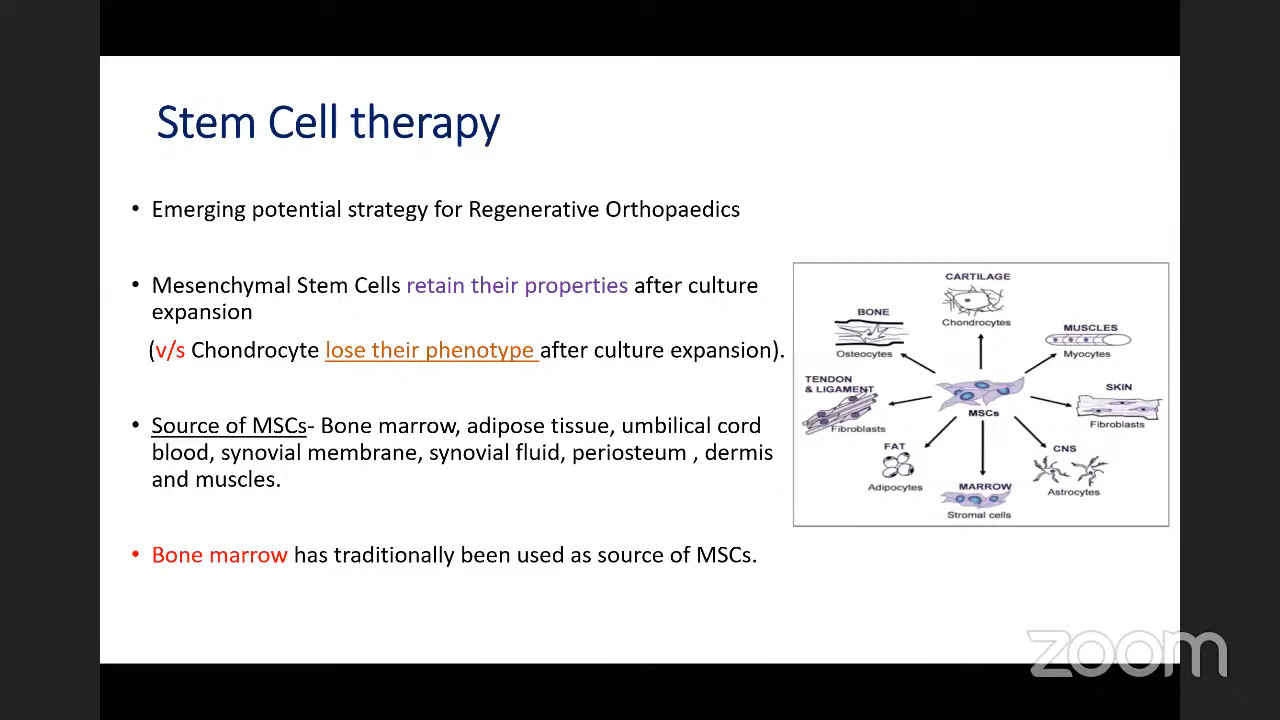 Stem Cell therapy
• Emerging potential strategy for Regenerative Orthopaedics
• Mesenchymal Stem Cells retain their properties after culture
expansion
(v/s Chondrocyte lose their phenotype after culture expansion).
• Source of MSCs- Bone marrow, adipose tissue, umbilical cord
blood, synovial membrane, synovial fluid, periosteum , dermis
and muscles.
• Bone marrow has traditionally been used as source of MSCs.
CARTILAGE
Chondrocytes
BONE
Osteocytes
MUSCLES
Myocytes
TENDON
& LIGAMENT
Fibroblasts
MSCs
SKIN
Fibroblasts
FAT
Adipocytes
CNS
Astrocytes
MARROW
Stromal cells
zoom